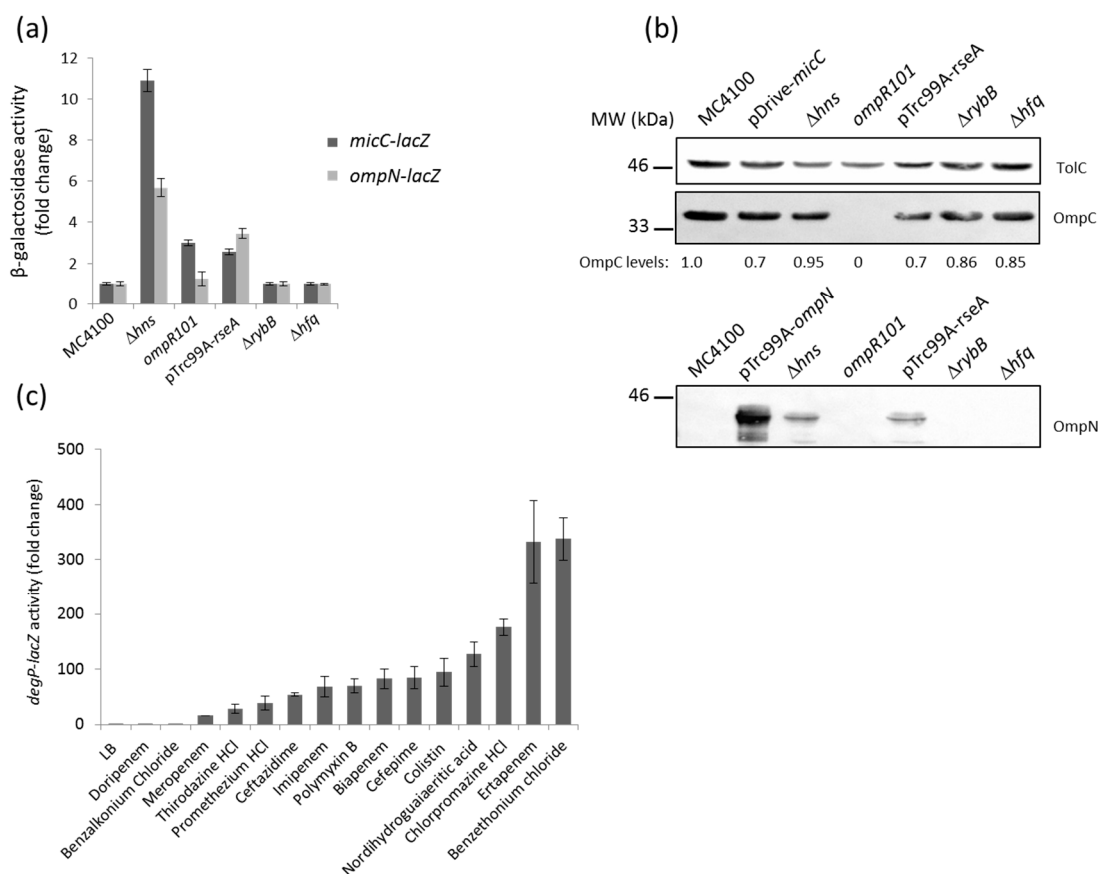 (a)
β-galactosidase activity
(fold change)
12
10
8
6
4
2
0
micC-lacZ
ompN-lacZ
MC4100
Δhns
ompR101
pTrc99A-rseA
ΔrybB
Δhfq
(b)
MW (kDa)
MC4100
pDrive-micC
Δhns
ompR101
pTrc99A-rseA
ΔrybB
Δhfq
46
TolC
33
OmpC
OmpC levels: 1.0 0.7 0.95 0 0.7 0.86 0.85
MC4100
pTrc99A-ompN
Δhns
ompR101
pTrc99A-rseA
ΔrybB
Δhfq
46
OmpN
(c)
degP-lacZ activity (fold change)
500
400
300
200
100
0
LB
Doripenem
Benzalkonium Chloride
Meropenem
Thirodazine HCl
Promethezium HCl
Ceftazidime
Imipenem
Polymyxin B
Biapenem
Cefepime
Colistin
Nordihydroguaiaeritic acid
Chlorpromazine HCl
Ertapenem
Benzethonium chloride